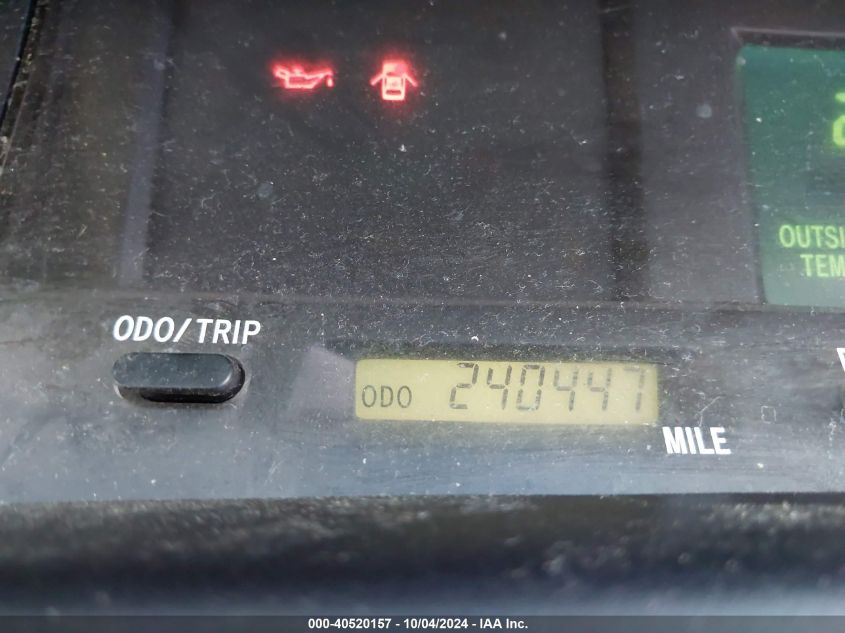 OUTSI
TEM
ODO/TRIP
ODO 240447
MILE
000-40520157 - 10/04/2024 - IAA Inc.